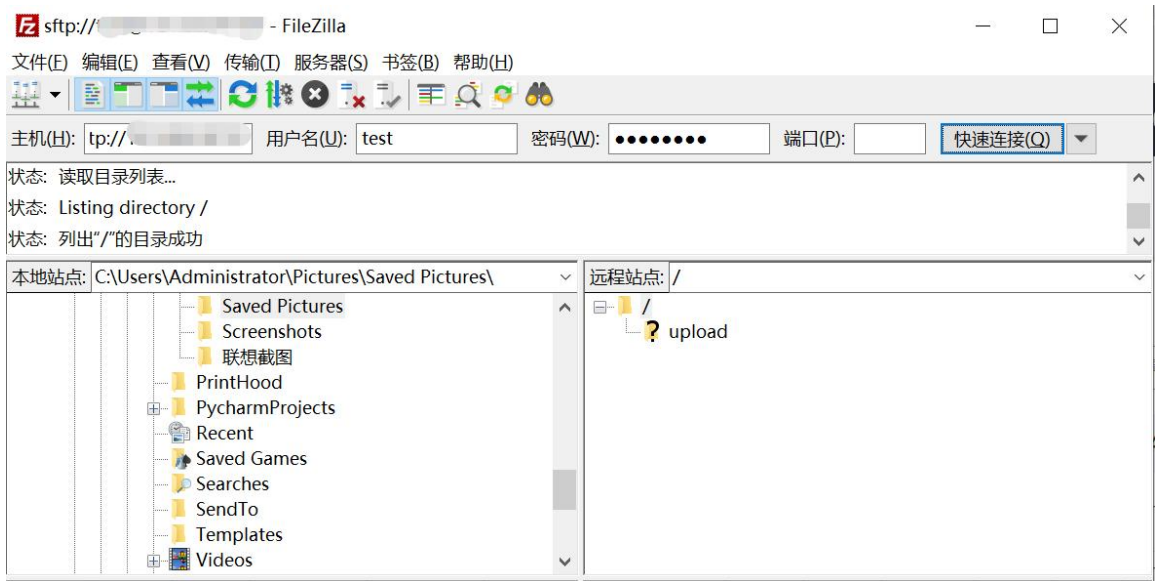 sftp:// - FileZilla
文件(F) 编辑(E) 查看(V) 传输(T) 服务器(S) 书签(B) 帮助(H)
主机(H): tp:// 用户名(U): test 密码(W): ●●●●●●●● 端口(P): 快速连接(Q)
状态: 读取目录列表...
状态: Listing directory /
状态: 列出"/"的目录成功
本地站点: C:\Users\Administrator\Pictures\Saved Pictures\
Saved Pictures
Screenshots
联想截图
PrintHood
PycharmProjects
Recent
Saved Games
Searches
SendTo
Templates
Videos
远程站点: /
/
upload